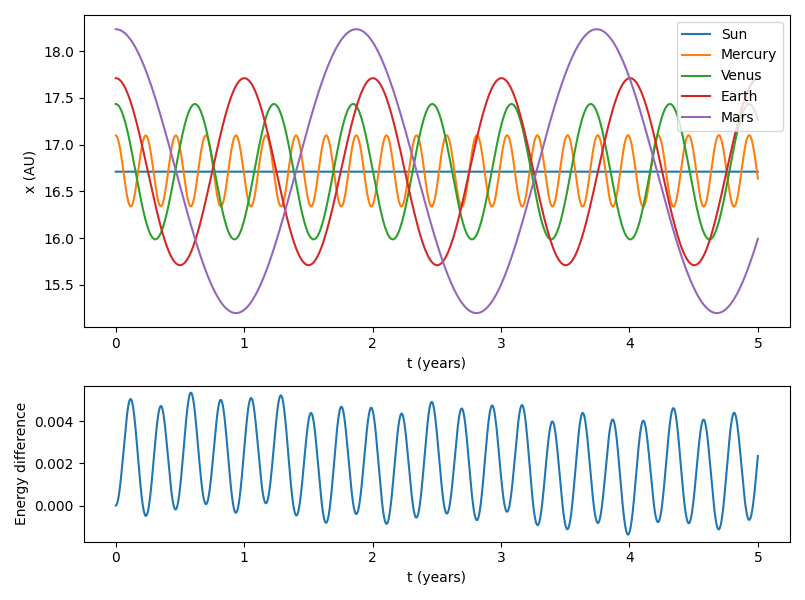 x (AU)
18.0
17.5
17.0
16.5
16.0
15.5
Sun
Mercury
Venus
Earth
Mars
0 1 2 3 4 5
t (years)
Energy difference
0.004
0.002
0.000
0 1 2 3 4 5
t (years)